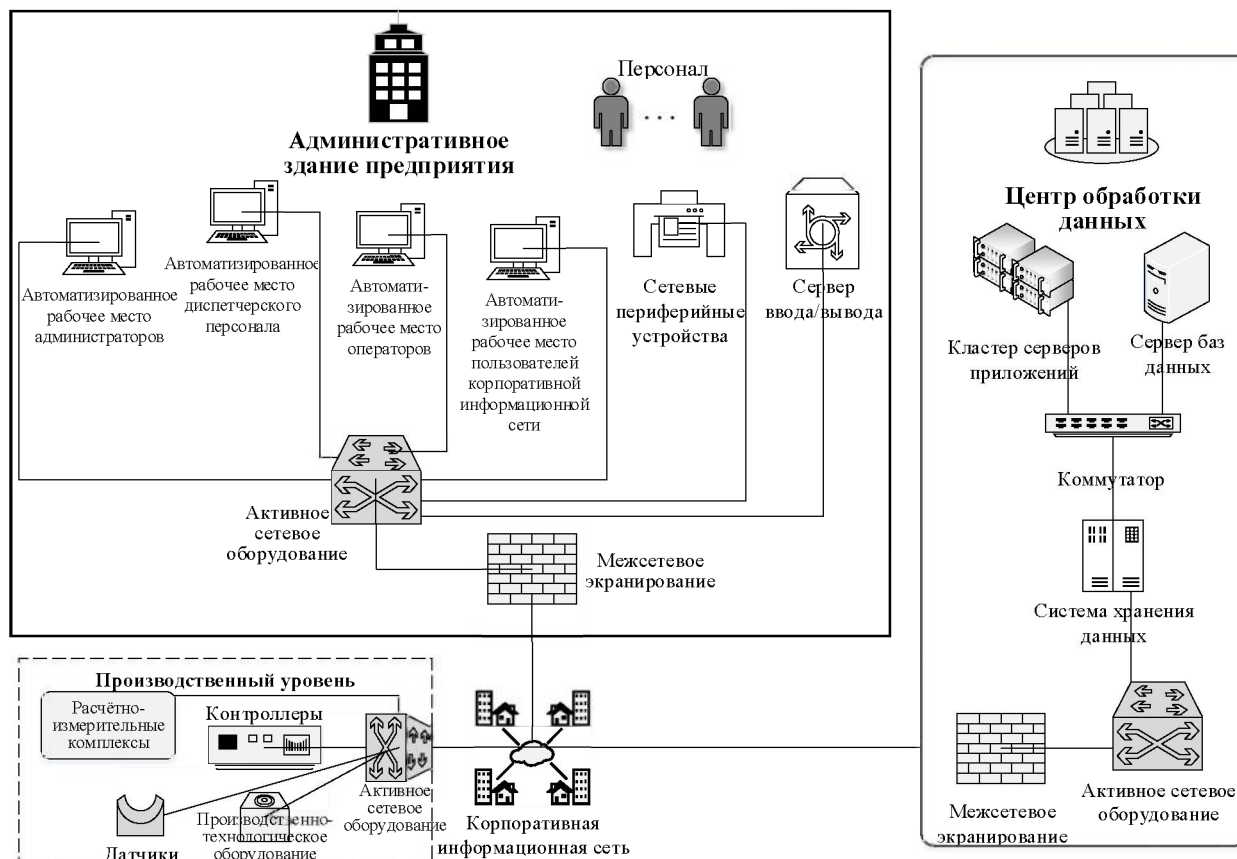 Персонал
Административное
здание предприятия
Автоматизированное
рабочее место
администраторов
Автоматизированное
рабочее место
диспетчерского
персонала
Автомати-
зированное
рабочее место
операторов
Автомати-
зированное
рабочее место
пользователей
корпоративной
информационной
сети
Сетевые
периферийные
устройства
Сервер
ввода/вывода
Активное
сетевое
оборудование
Межсетевое
экранирование
Центр обработки
данных
Кластер серверов
приложений
Сервер баз
данных
Коммутатор
Система хранения
данных
Межсетевое
экранирование
Активное сетевое
оборудование
Производственный уровень
Расчётно-
измерительные
комплексы
Контроллеры
Активное
сетевое
оборудование
Датчики
Производственно-
технологическое
оборудование
Корпоративная
информационная сеть